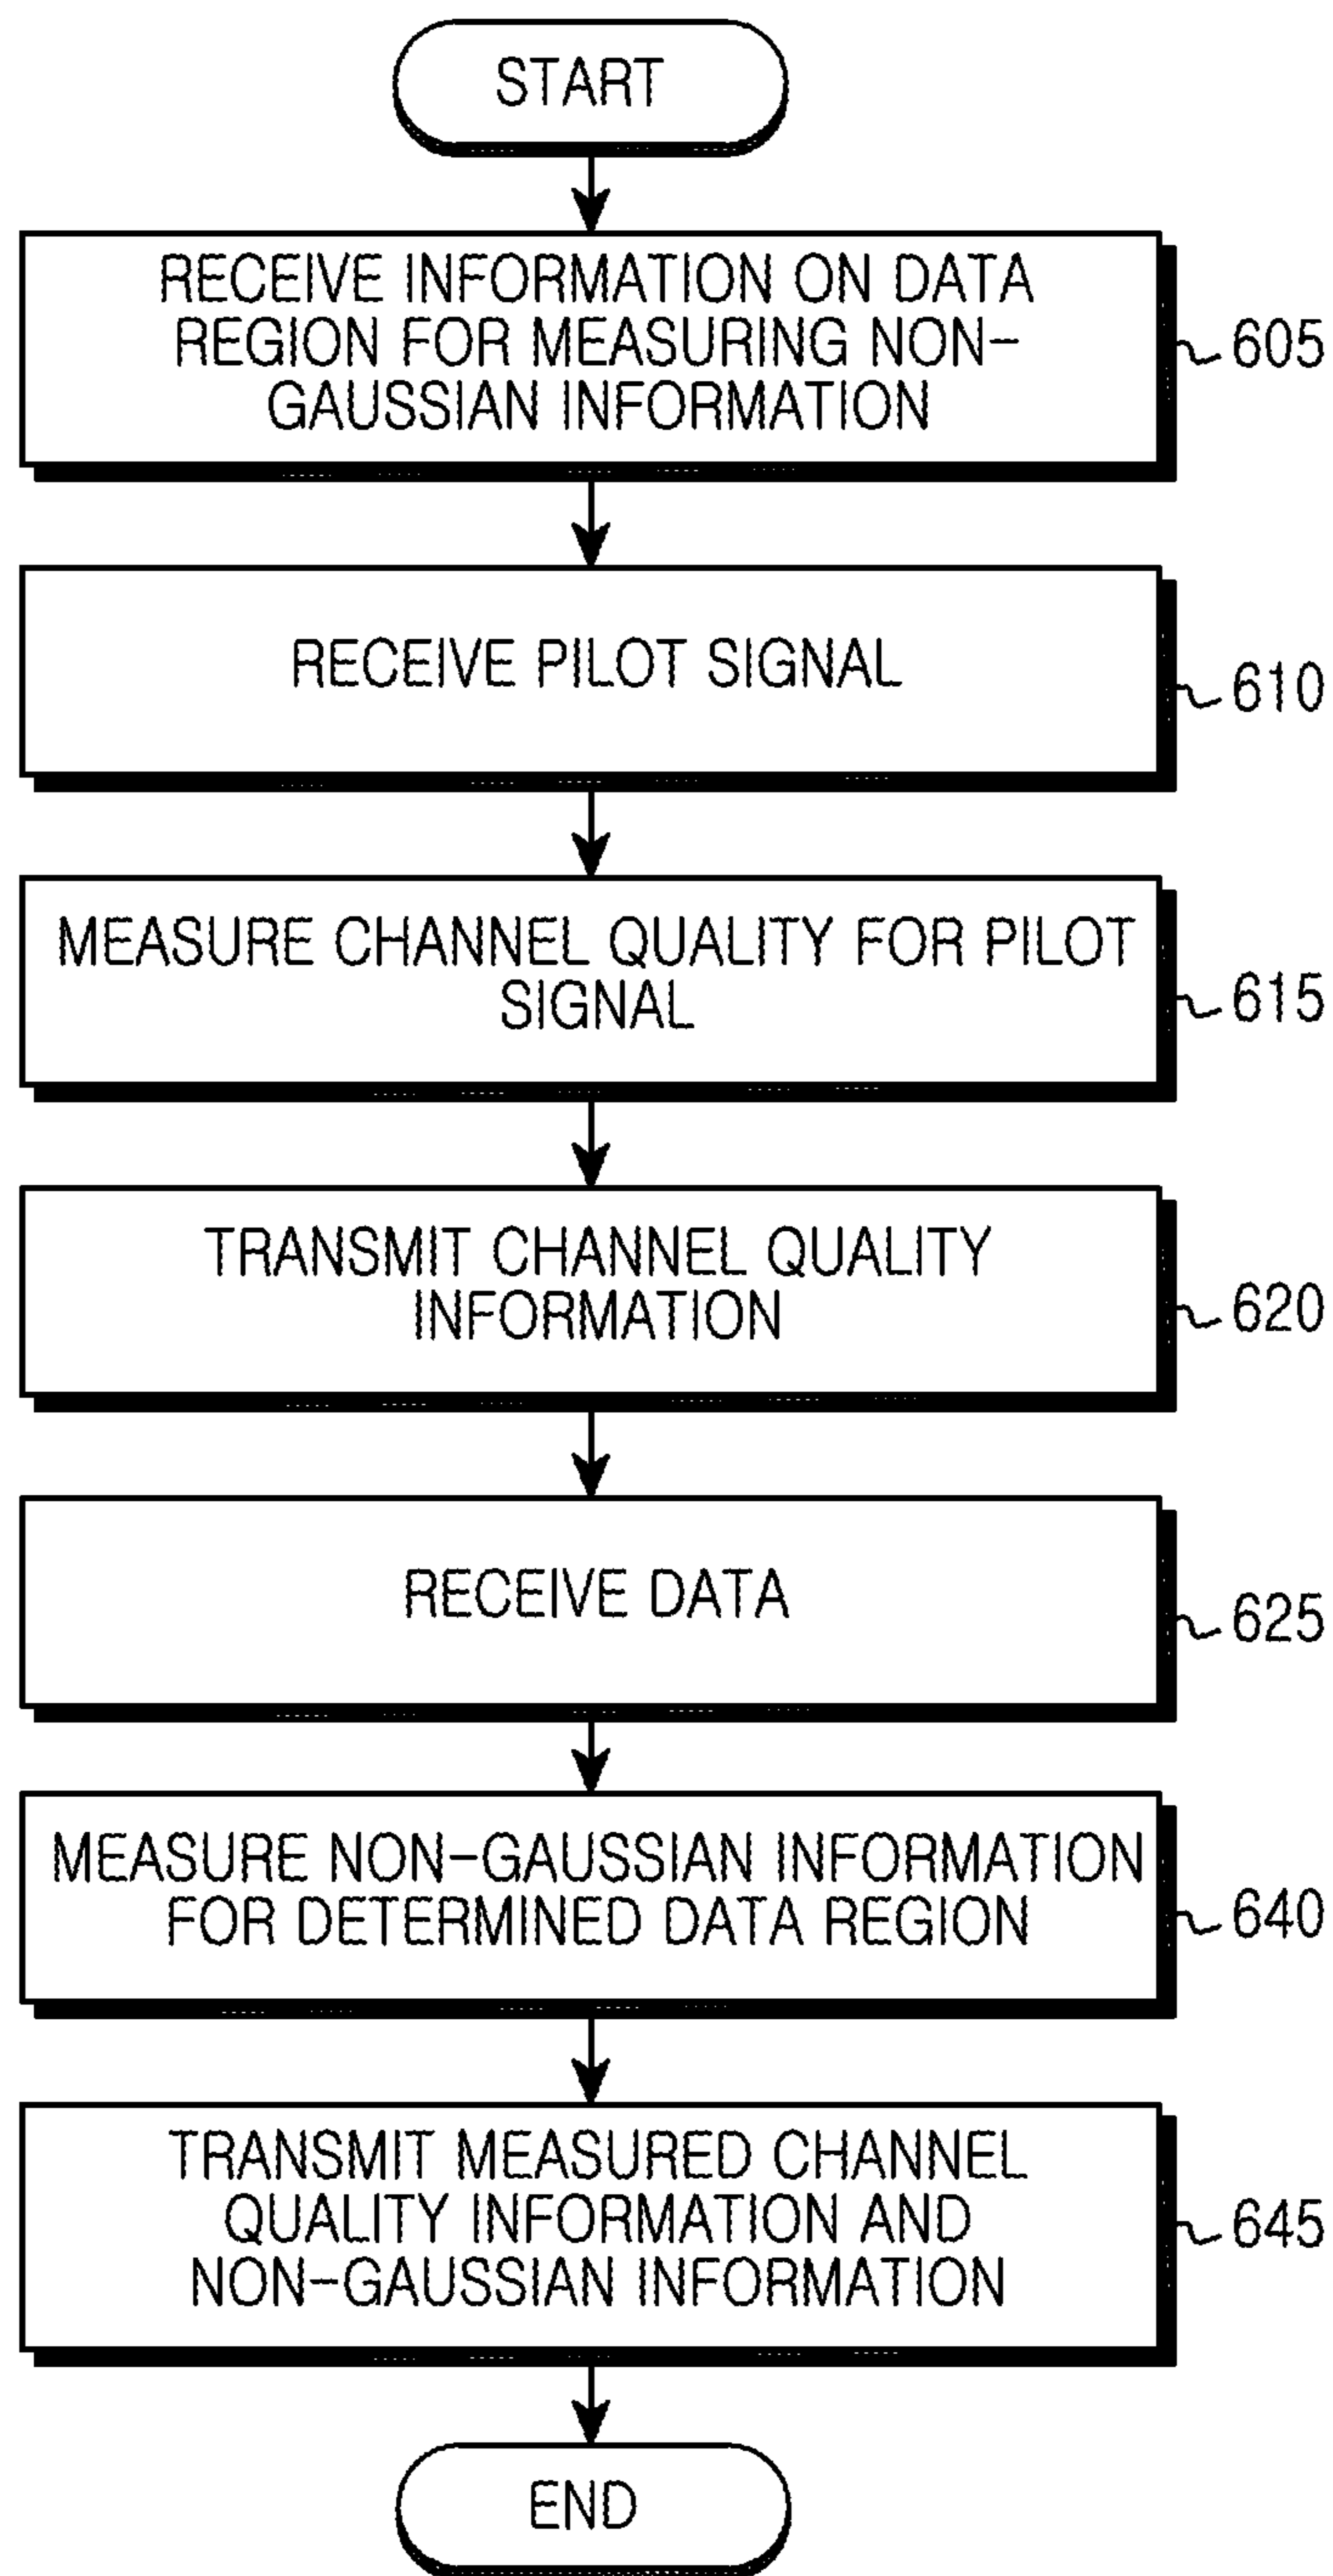 START
RECEIVE INFORMATION ON DATA
REGION FOR MEASURING NON-
GAUSSIAN INFORMATION
605
RECEIVE PILOT SIGNAL
610
MEASURE CHANNEL QUALITY FOR PILOT
SIGNAL
615
TRANSMIT CHANNEL QUALITY
INFORMATION
620
RECEIVE DATA
625
MEASURE NON-GAUSSIAN INFORMATION
FOR DETERMINED DATA REGION
640
TRANSMIT MEASURED CHANNEL
QUALITY INFORMATION AND
NON-GAUSSIAN INFORMATION
645
END